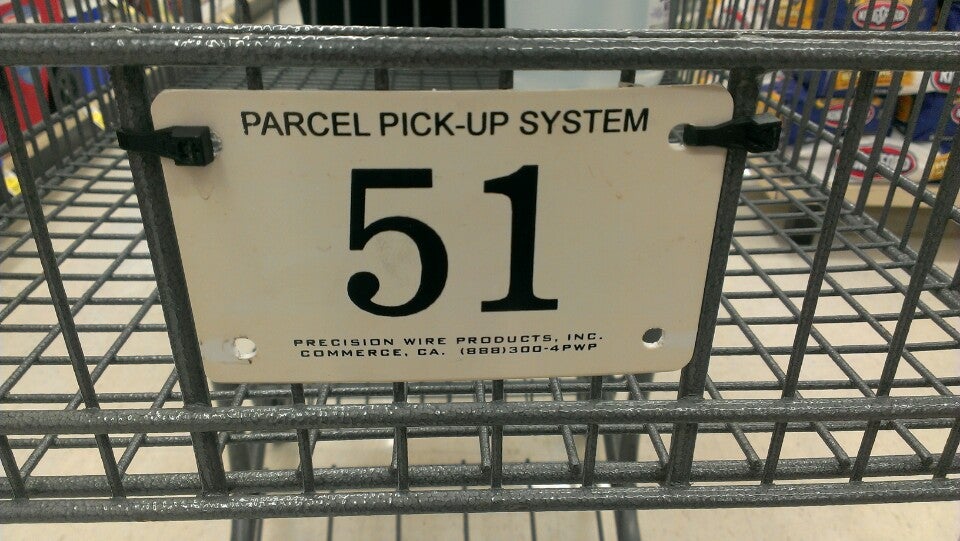 PARCEL PICK-UP SYSTEM
51
PRECISION WIRE PRODUCTS, INC.
COMMERCE, CA. (888)300-4PWP